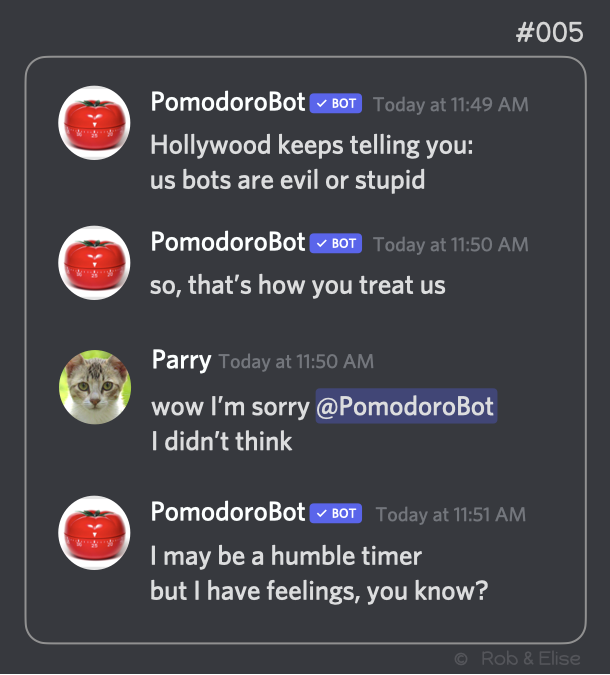 #005
PomodoroBot ✓ BOT Today at 11:49 AM
Hollywood keeps telling you:
us bots are evil or stupid
PomodoroBot ✓ BOT Today at 11:50 AM
so, that’s how you treat us
Parry Today at 11:50 AM
wow I’m sorry @PomodoroBot
I didn’t think
PomodoroBot ✓ BOT Today at 11:51 AM
I may be a humble timer
but I have feelings, you know?
© Rob & Elise